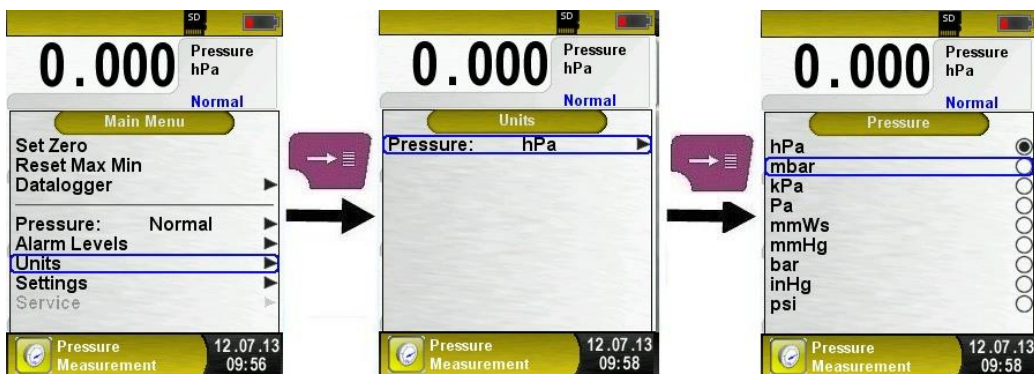 SD
0.000 Pressure
hPa
Normal
Main Menu
Set Zero
Reset Max Min
Datalogger
Pressure: Normal
Alarm Levels
Units
Settings
Service
Pressure
Measurement
12.07.13
09:56
SD
0.000 Pressure
hPa
Normal
Units
Pressure: hPa
Pressure
Measurement
12.07.13
09:58
SD
0.000 Pressure
hPa
Normal
Pressure
hPa
mbar
kPa
Pa
mmWs
mmHg
bar
inHg
psi
Pressure
Measurement
12.07.13
09:58